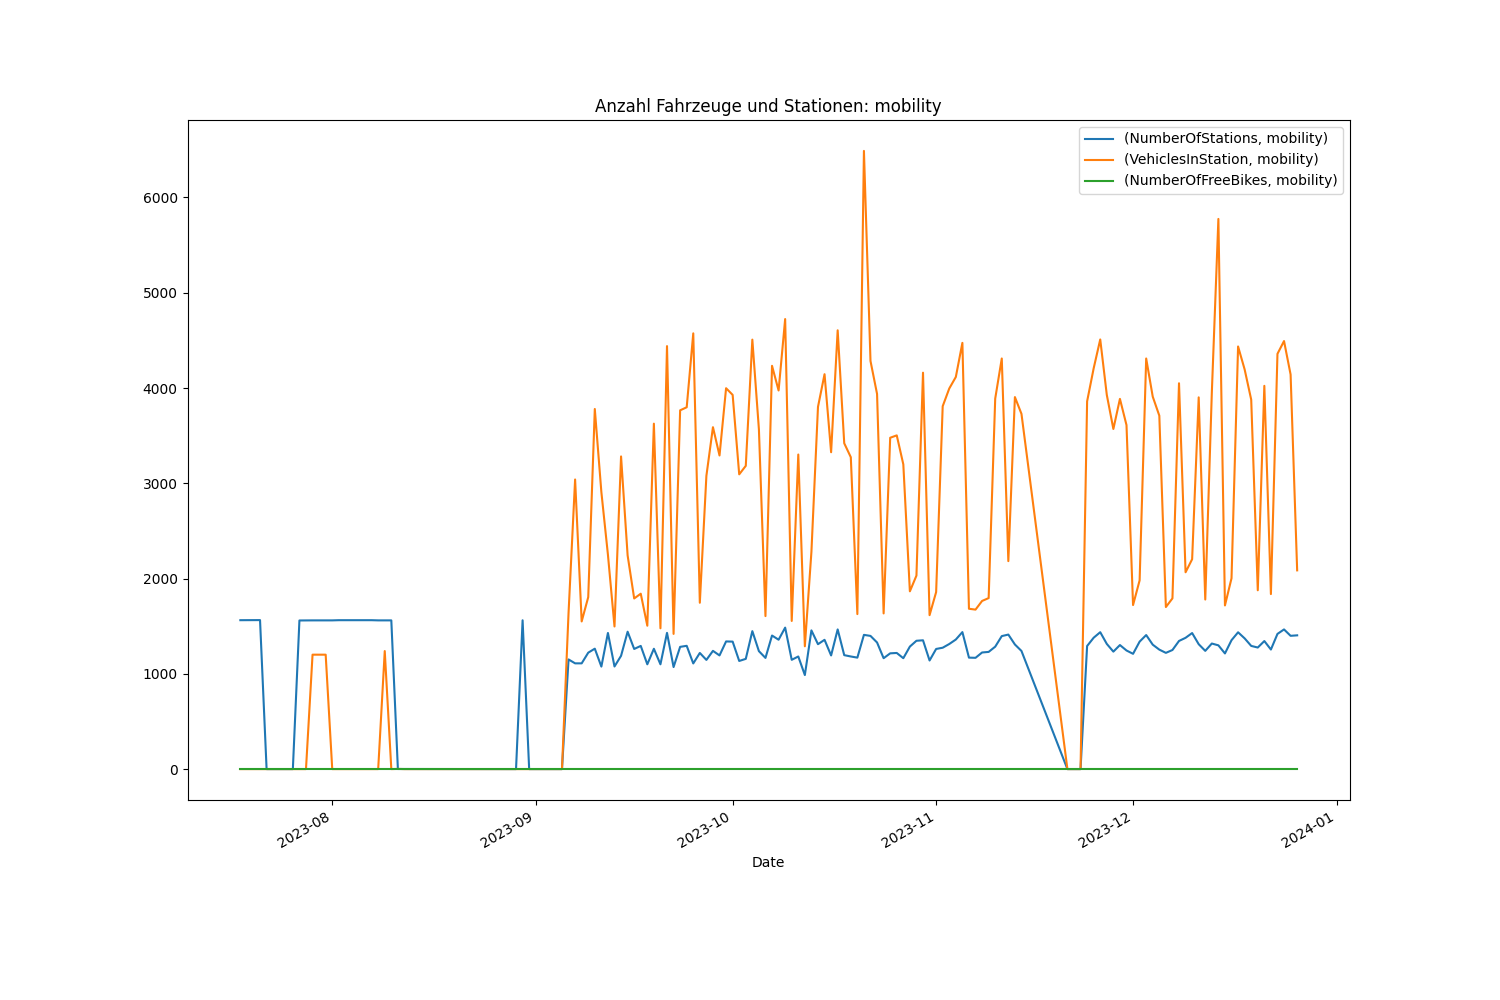 Anzahl Fahrzeuge und Stationen: mobility
(NumberOfStations, mobility)
(VehiclesInStation, mobility)
(NumberOfFreeBikes, mobility)
6000
5000
4000
3000
2000
1000
0
2023-08
2023-09
2023-10
2023-11
2023-12
2024-01
Date